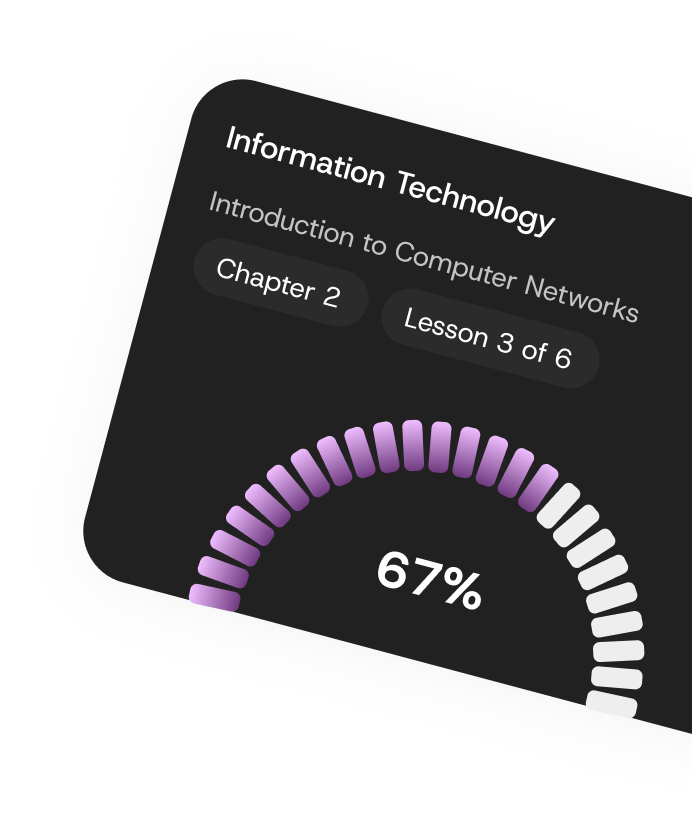 Information Technology
Introduction to Computer Networks
Chapter 2
Lesson 3 of 6
67%